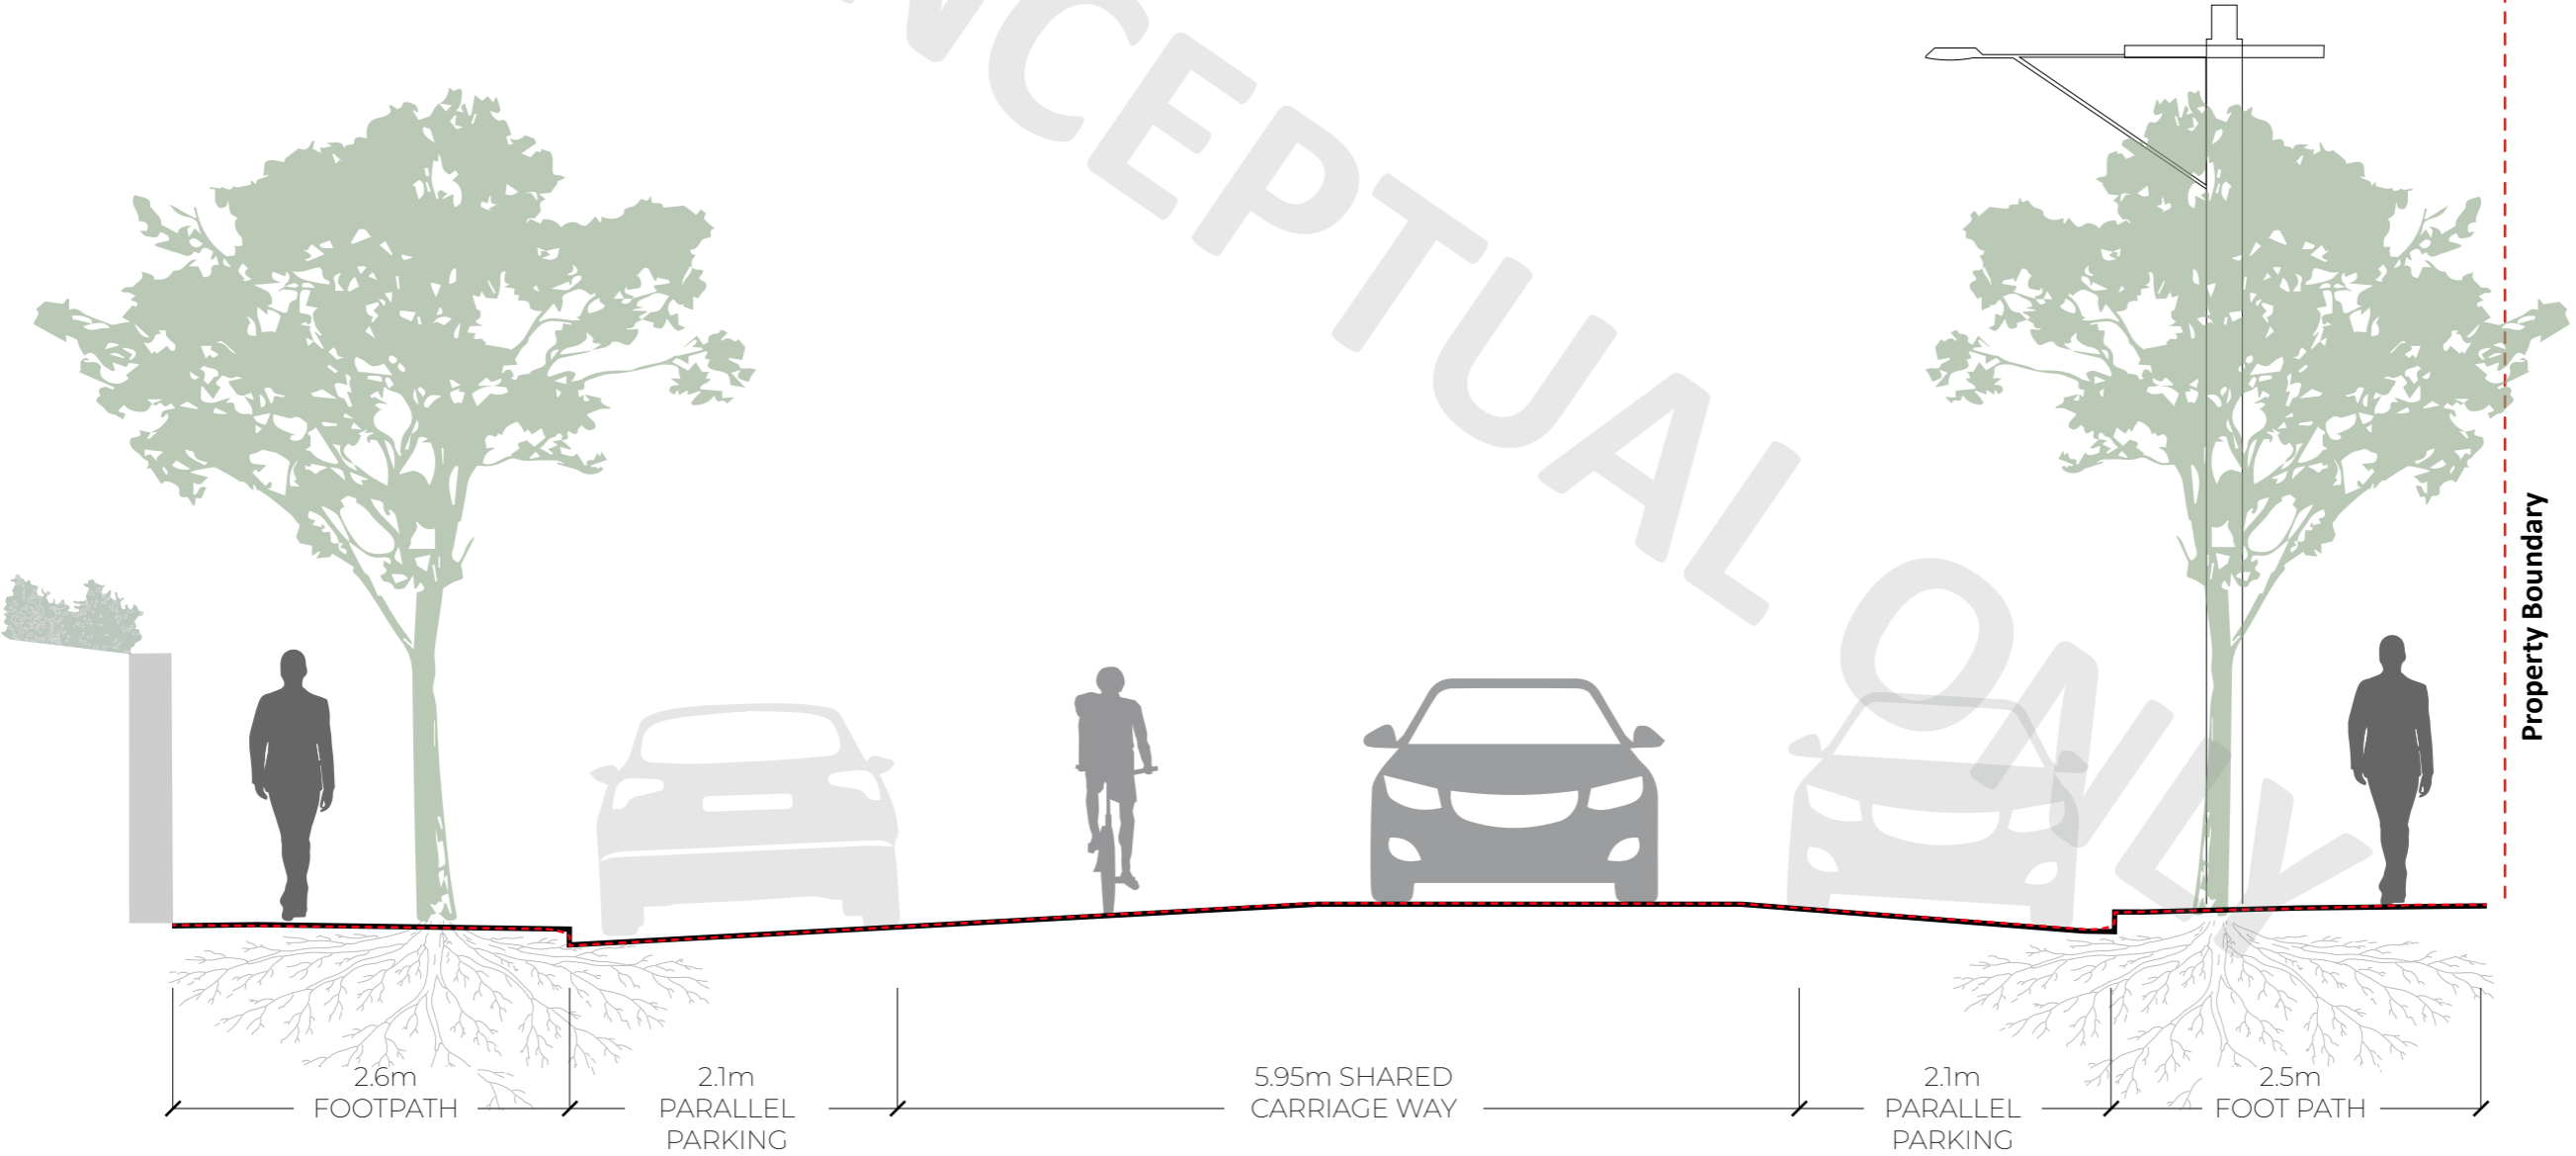 NCEPTUAL ONLY
Property Boundary
2.6m
FOOTPATH
2.1m
PARALLEL
PARKING
5.95m SHARED
CARRIAGE WAY
2.1m
PARALLEL
PARKING
2.5m
FOOT PATH